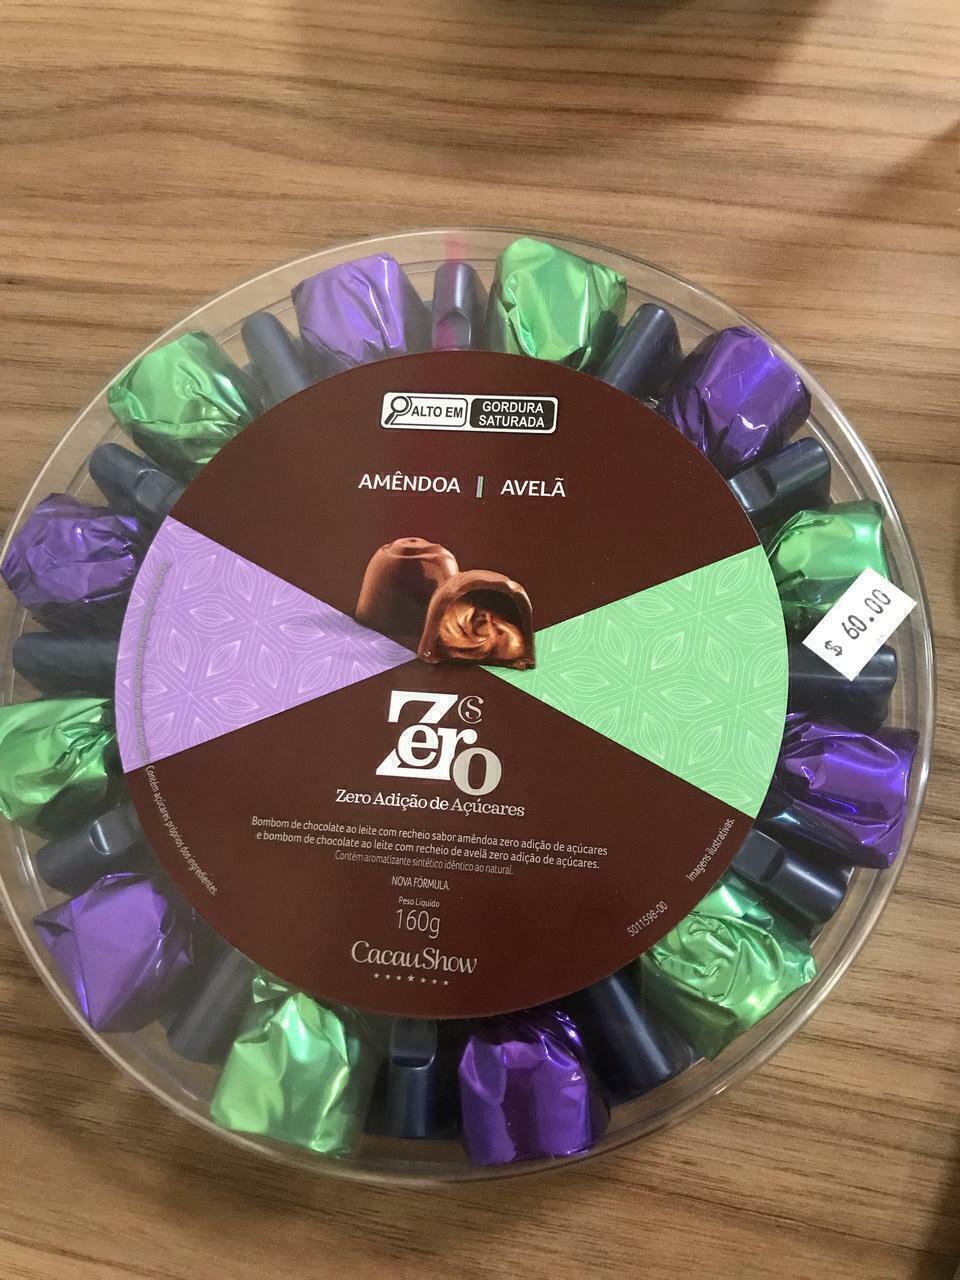 ALTO EM
GORDURA
SATURADA
AMÊNDOA | AVELÃ
$ 60.00
Zero
Zero Adição de Açúcares
Bombom de chocolate ao leite com recheio sabor amêndoa zero adição de açúcares
e bombom de chocolate ao leite com recheio de avelã zero adição de açúcares.
Contém aromatizante sintético idêntico ao natural.
NOVA FÓRMULA.
Peso Líquido
160g
CacauShow
Contém açúcares próprios dos ingredientes.
Imagens ilustrativas.
5011598-00